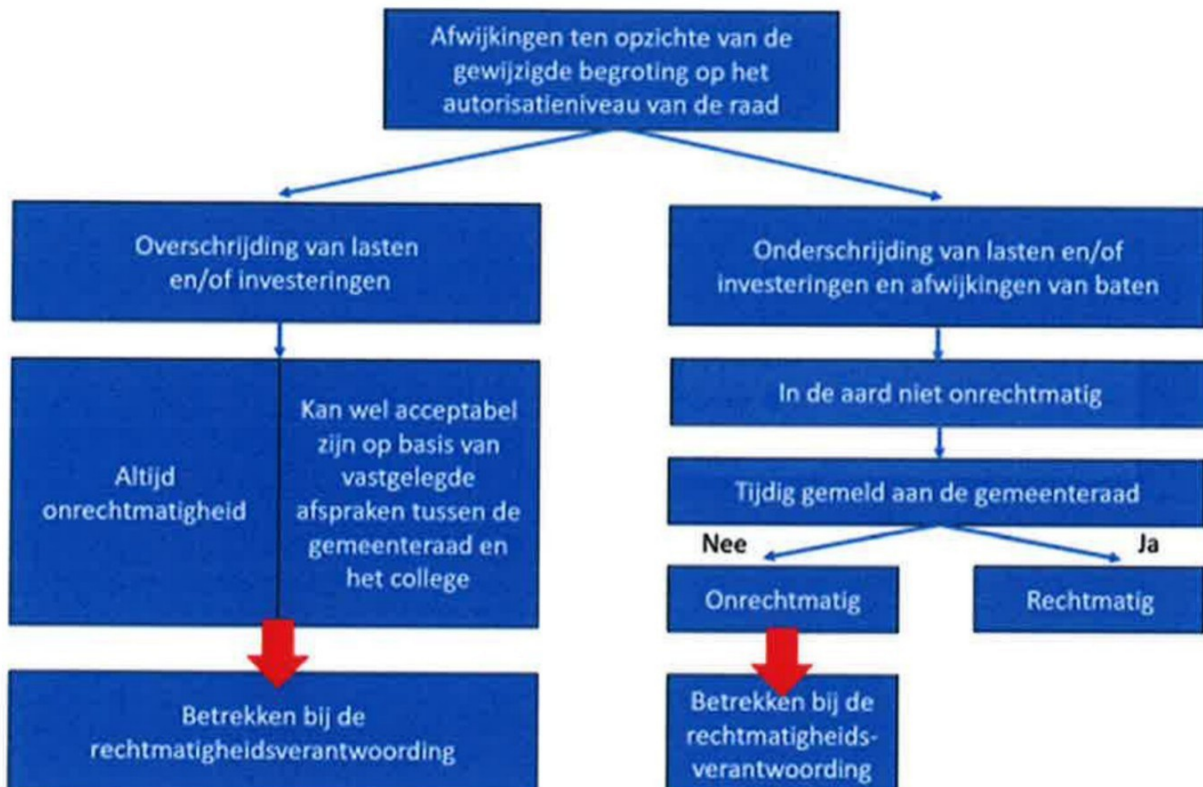 Afwijkingen ten opzichte van de
gewijzigde begroting op het
autorisatieniveau van de raad
Overschrijding van lasten
en/of investeringen
Onderschrijding van lasten en/of
investeringen en afwijkingen van baten
Altijd
onrechtmatigheid
Kan wel acceptabel
zijn op basis van
vastgelegde
afspraken tussen de
gemeenteraad en
het college
In de aard niet onrechtmatig
Tijdig gemeld aan de gemeenteraad
Nee
Ja
Onrechtmatig
Rechtmatig
Betrekken bij de
rechtmatigheidsverantwoording
Betrekken bij de
rechtmatigheids-
verantwoording